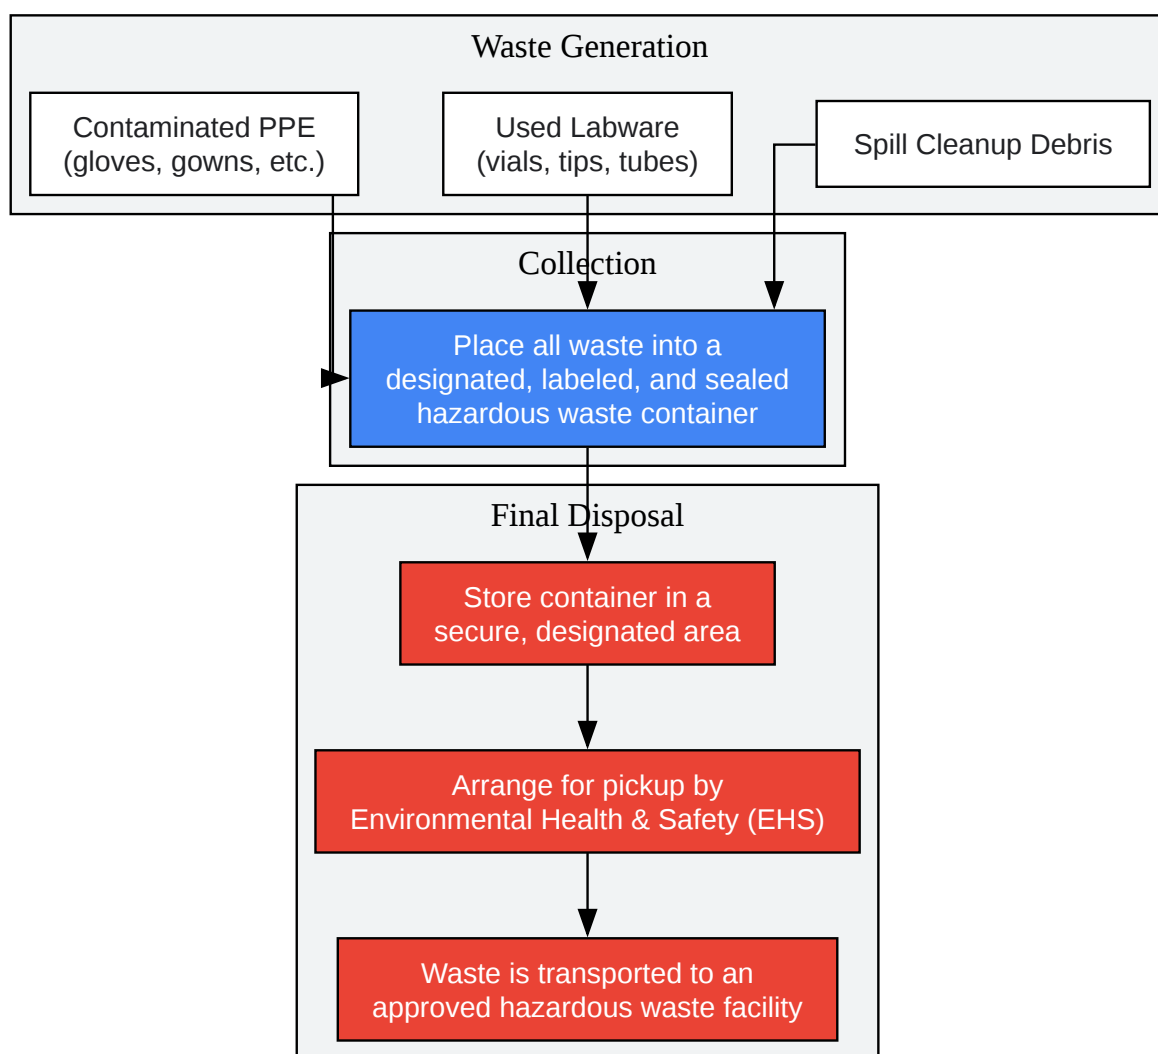 Waste Generation
Contaminated PPE
(gloves, gowns, etc.)
Used Labware
(vials, tips, tubes)
Spill Cleanup Debris
Collection
Place all waste into a
designated, labeled, and sealed
hazardous waste container
Final Disposal
Store container in a
secure, designated area
Arrange for pickup by
Environmental Health & Safety (EHS)
Waste is transported to an
approved hazardous waste facility